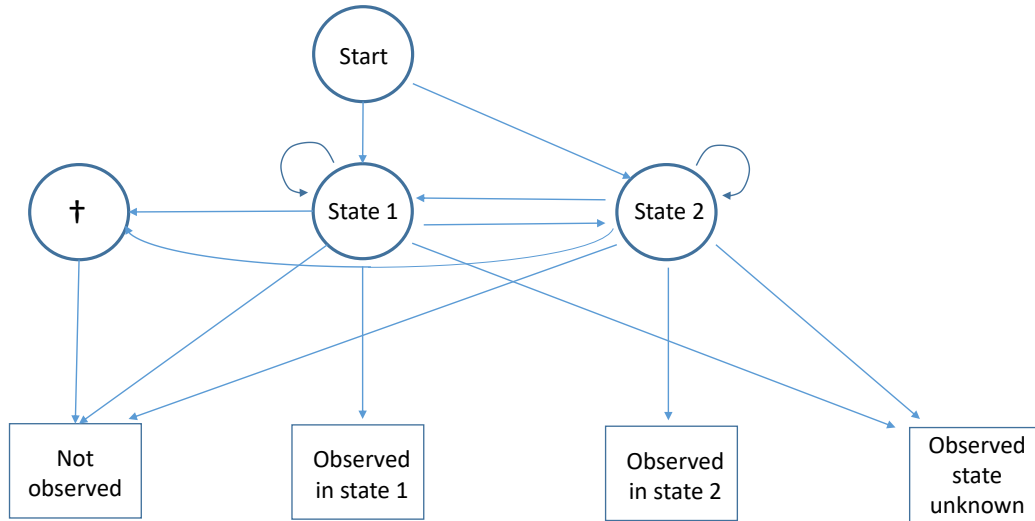 Start
†
State 1
State 2
Not
observed
Observed
in state 1
Observed
in state 2
Observed
state
unknown